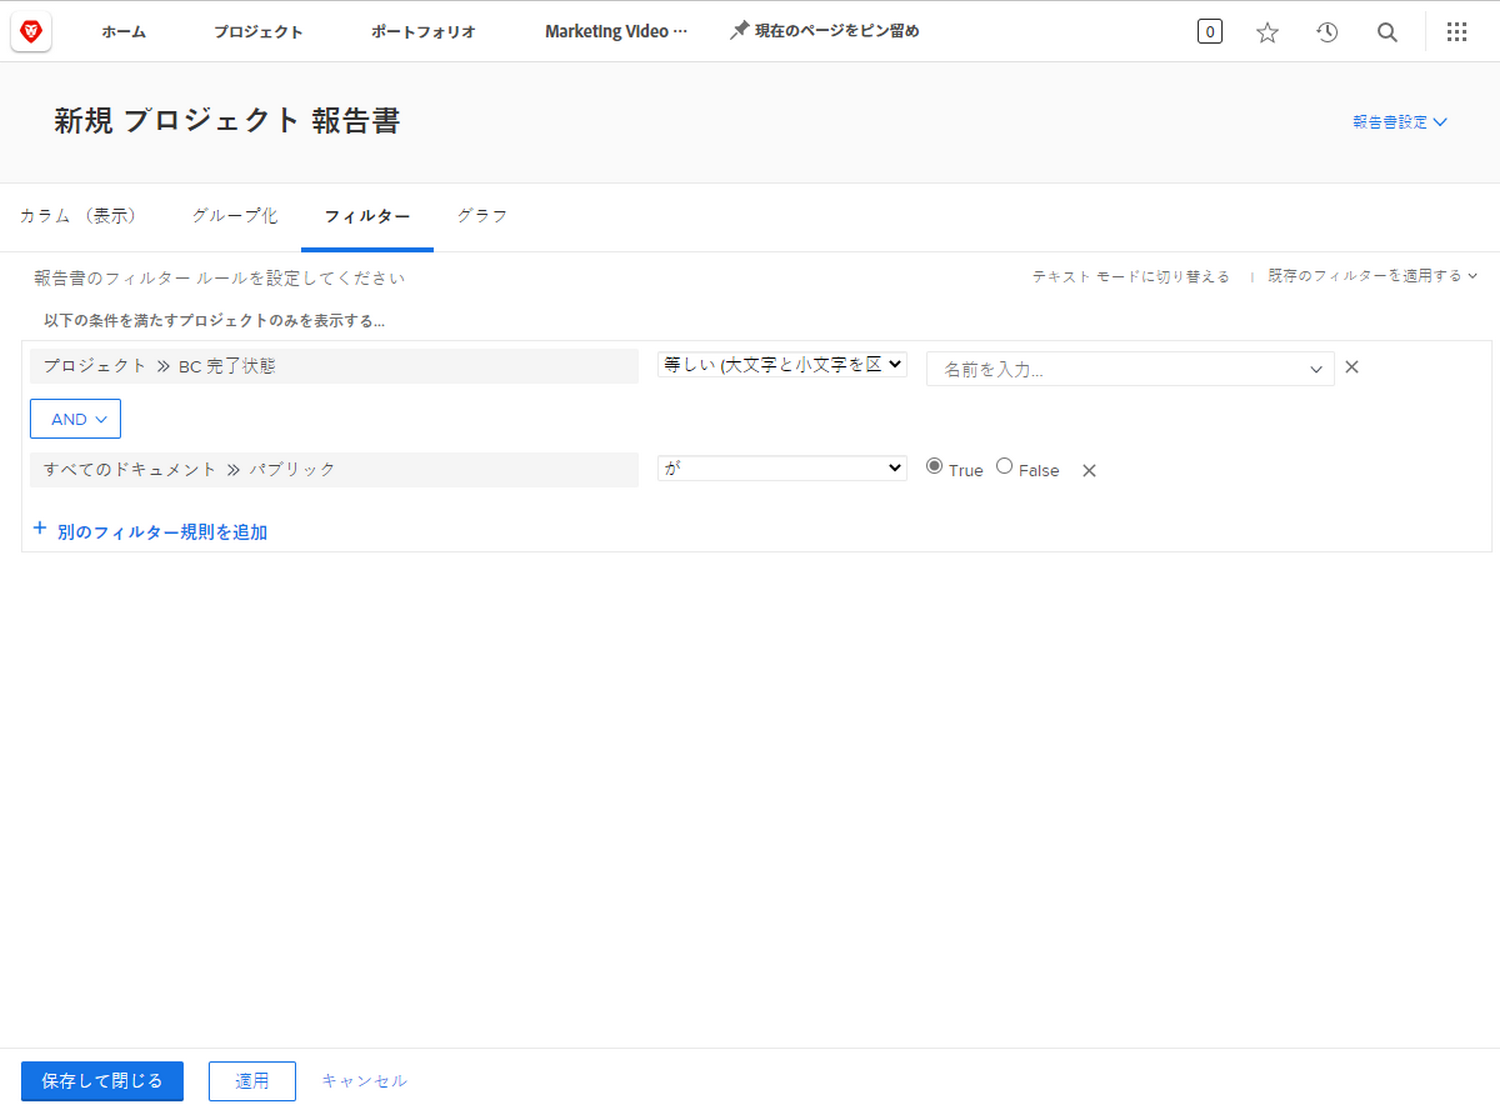 ホーム プロジェクト ポートフォリオ Marketing Video ··· 現在のページをピン留め 0
新規 プロジェクト 報告書
報告書設定
カラム （表示） グループ化 フィルター グラフ
報告書のフィルター ルールを設定してください
テキスト モードに切り替える | 既存のフィルターを適用する
以下の条件を満たすプロジェクトのみを表示する...
プロジェクト » BC 完了状態 等しい (大文字と小文字を区 名前を入力...
AND
すべてのドキュメント » パブリック が True False
+ 別のフィルター規則を追加
保存して閉じる 適用 キャンセル